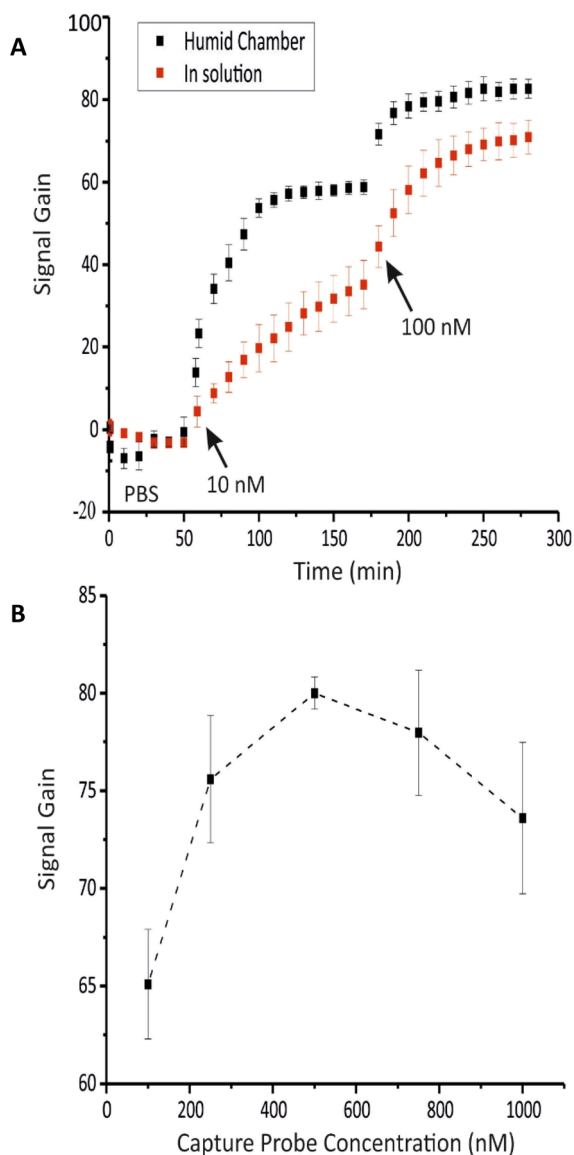 A
Humid Chamber
In solution
100
80
60
40
20
0
-20
Signal Gain
PBS
10 nM
100 nM
0 50 100 150 200 250 300
Time (min)
B
85
80
75
70
65
60
Signal Gain
0 200 400 600 800 1000
Capture Probe Concentration (nM)